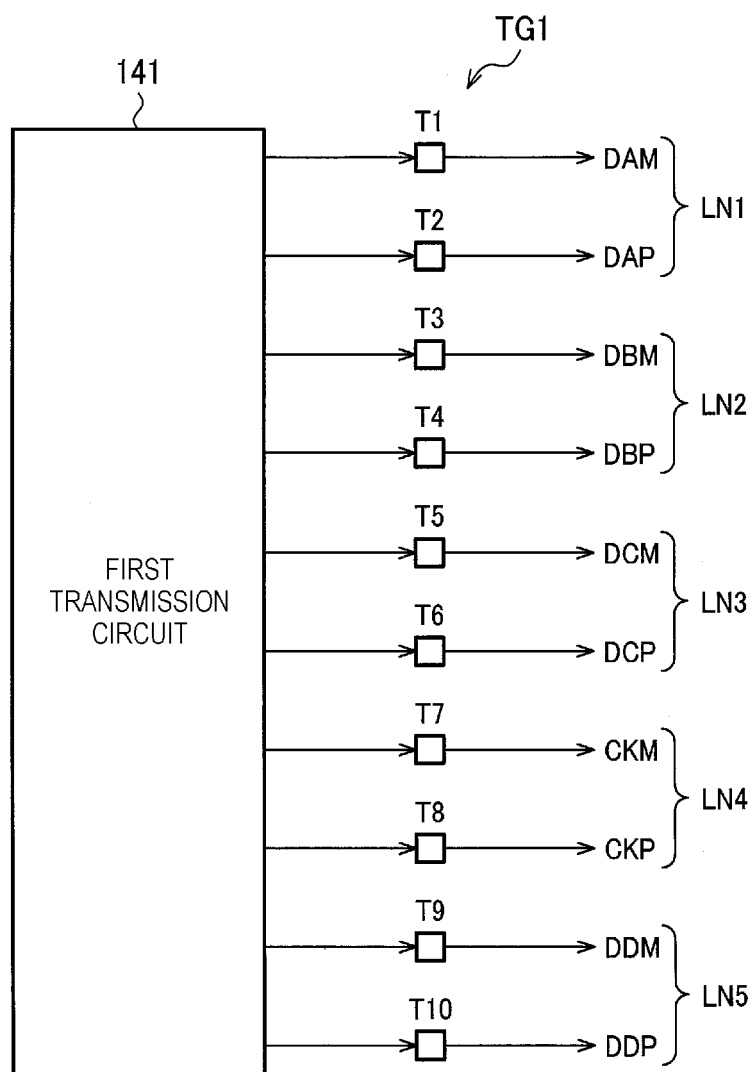 TG1
141
T1
DAM
LN1
T2
DAP
T3
DBM
LN2
T4
DBP
T5
DCM
LN3
T6
DCP
FIRST
TRANSMISSION
CIRCUIT
T7
CKM
LN4
T8
CKP
T9
DDM
LN5
T10
DDP